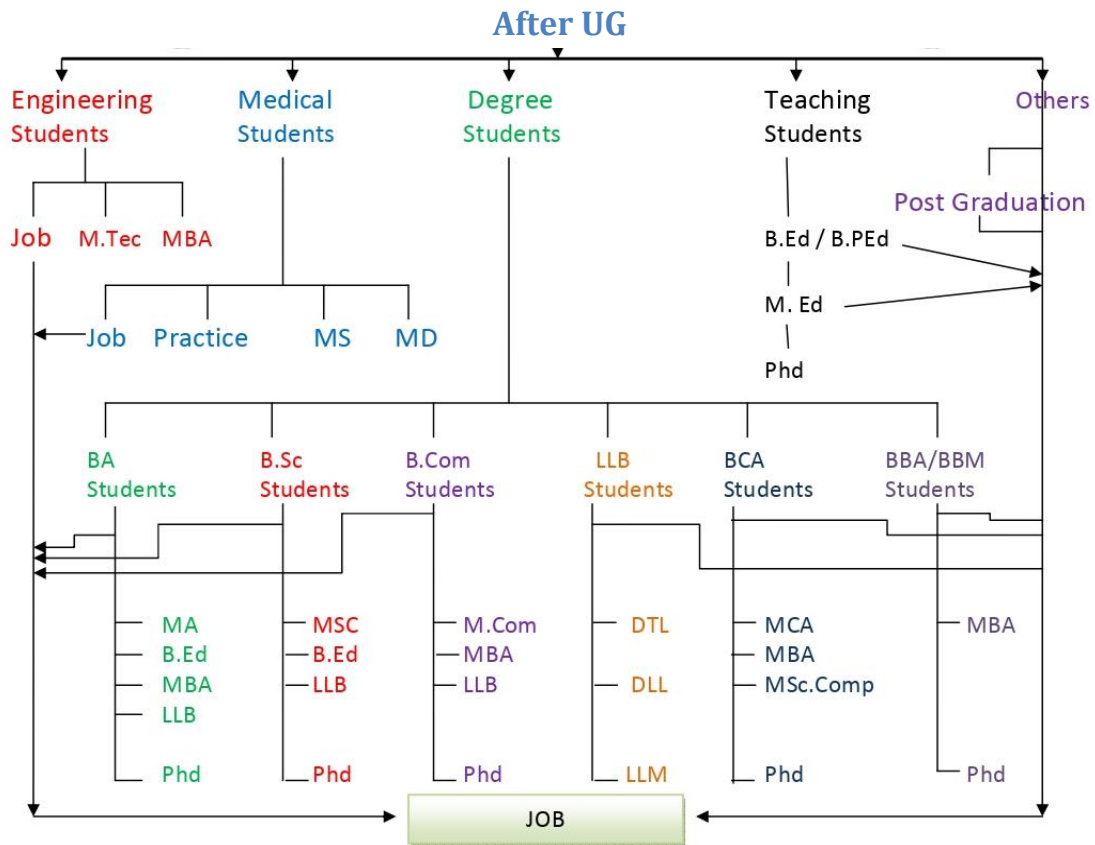 After UG
Engineering
Students
Medical
Students
Degree
Students
Teaching
Students
Others
Post Graduation
Job
M.Tec
MBA
B.Ed / B.PEd
M. Ed
Phd
Job
Practice
MS
MD
BA
Students
B.Sc
Students
B.Com
Students
LLB
Students
BCA
Students
BBA/BBM
Students
MA
B.Ed
MBA
LLB
Phd
MSC
B.Ed
LLB
Phd
M.Com
MBA
LLB
Phd
DTL
DLL
LLM
MCA
MBA
MSc.Comp
Phd
MBA
Phd
JOB